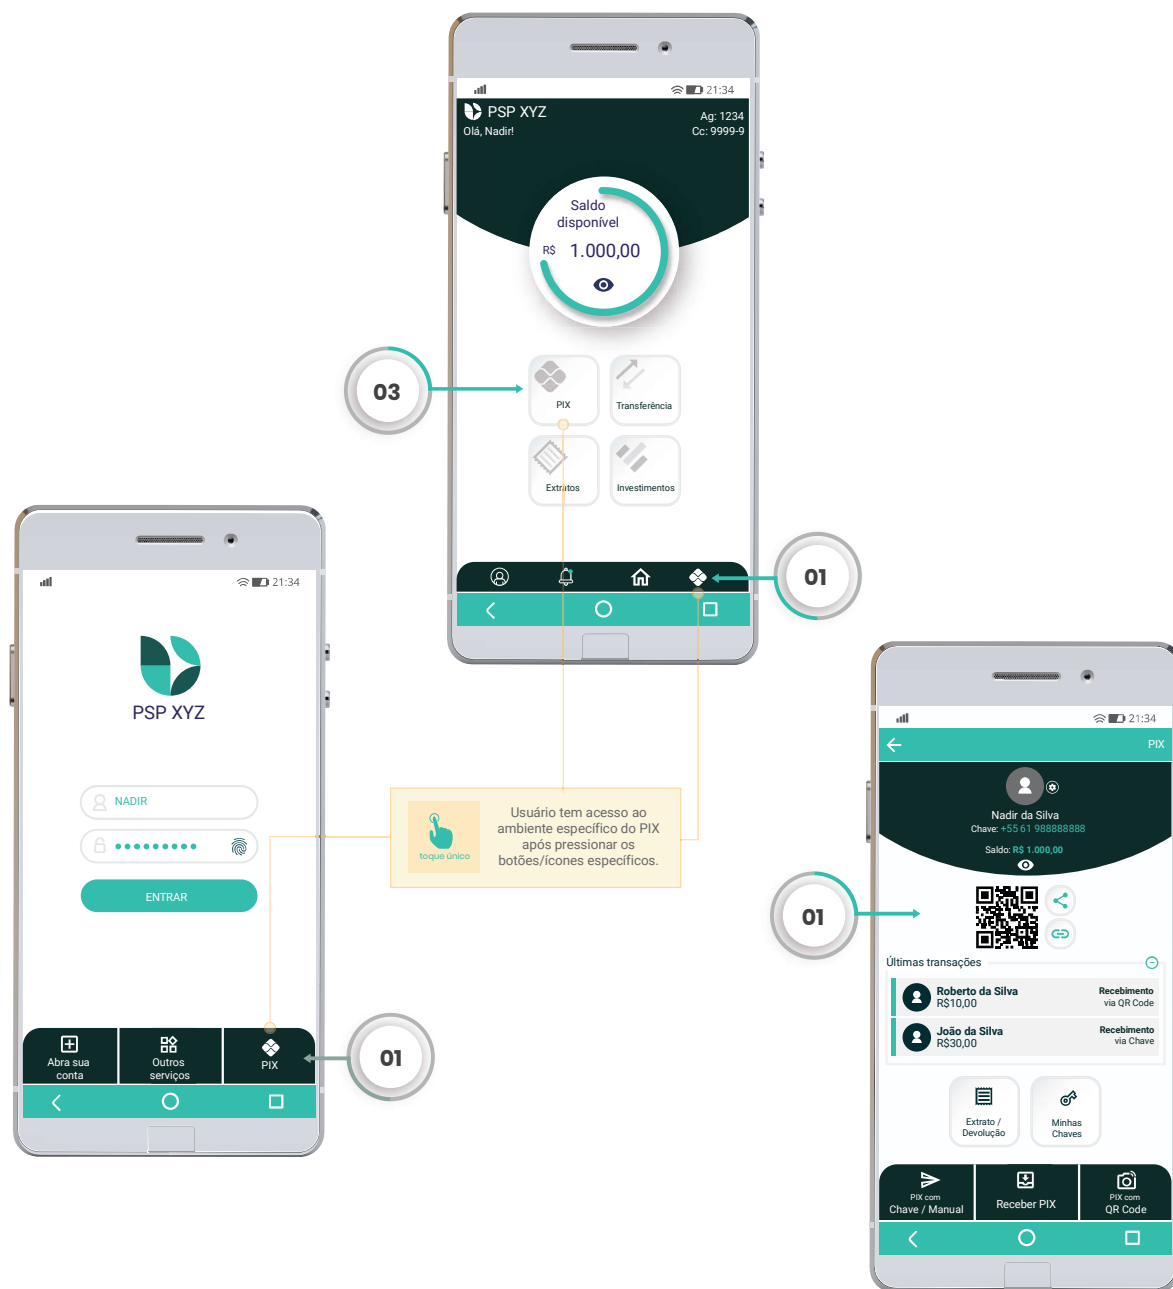 21:34
PSP XYZ
Olá, Nadir!
Ag: 1234
Cc: 9999-9
Saldo
disponível
R$ 1.000,00
03
PIX
Transferência
Extratos
Investimentos
01
21:34
PSP XYZ
NADIR
ENTRAR
Abra sua
conta
Outros
serviços
PIX
01
toque único
Usuário tem acesso ao
ambiente específico do PIX
após pressionar os
botões/ícones específicos.
21:34
PIX
Nadir da Silva
Chave: +55 61 988888888
Saldo: R$ 1.000,00
01
Últimas transações
Roberto da Silva
R$10,00
Recebimento
via QR Code
João da Silva
R$30,00
Recebimento
via Chave
Extrato /
Devolução
Minhas
Chaves
PIX com
Chave / Manual
Receber PIX
PIX com
QR Code